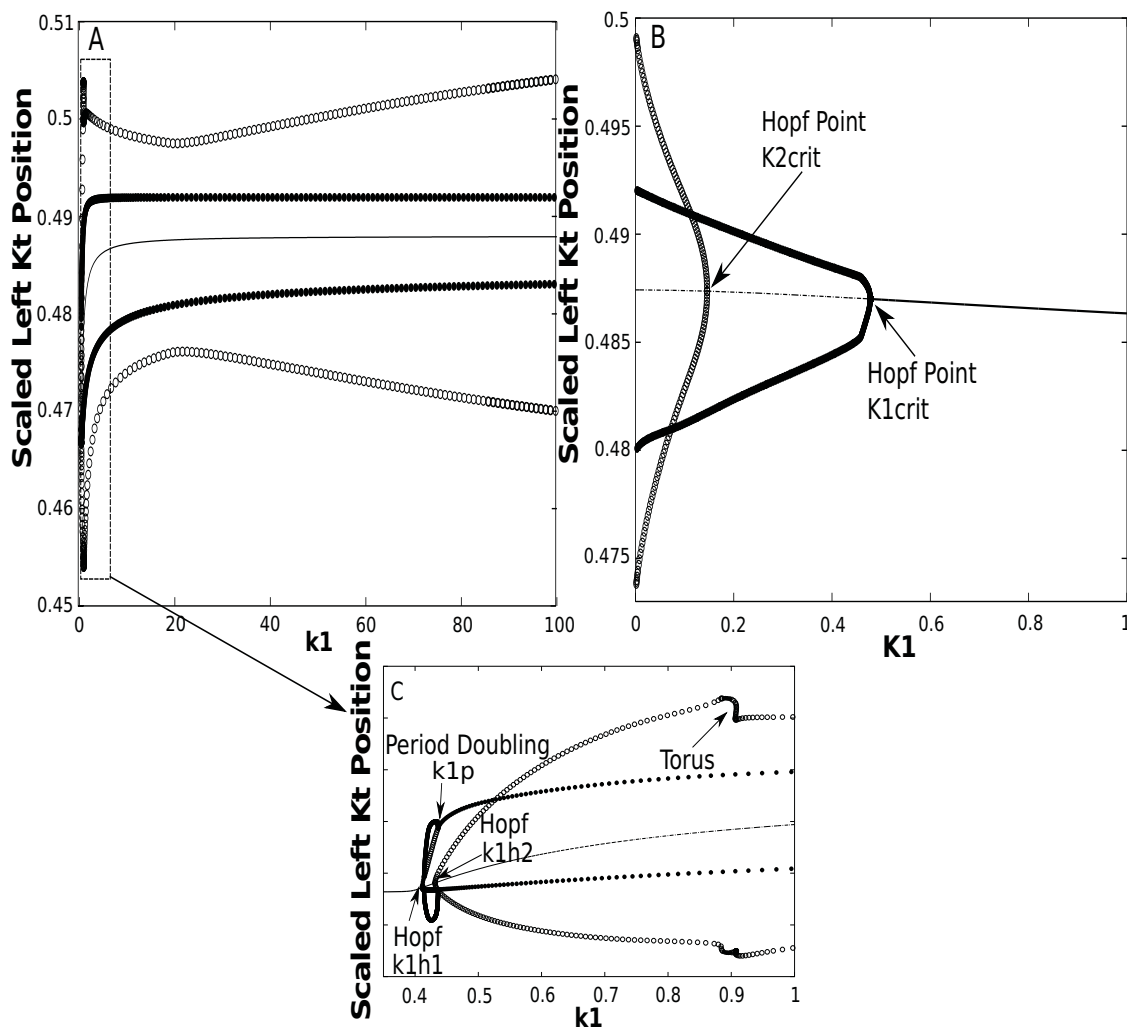 A
Scaled Left Kt Position
0.51
0.5
0.49
0.48
0.47
0.46
0.45
0
20
40
60
80
100
k1
B
Scaled Left Kt Position
0.5
0.495
0.49
0.485
0.48
0.475
0
0.2
0.4
0.6
0.8
1
K1
Hopf Point
K2crit
Hopf Point
K1crit
C
Scaled Left Kt Position
Period Doubling
k1p
Hopf
k1h2
Torus
Hopf
k1h1
0.4
0.5
0.6
0.7
0.8
0.9
1
k1